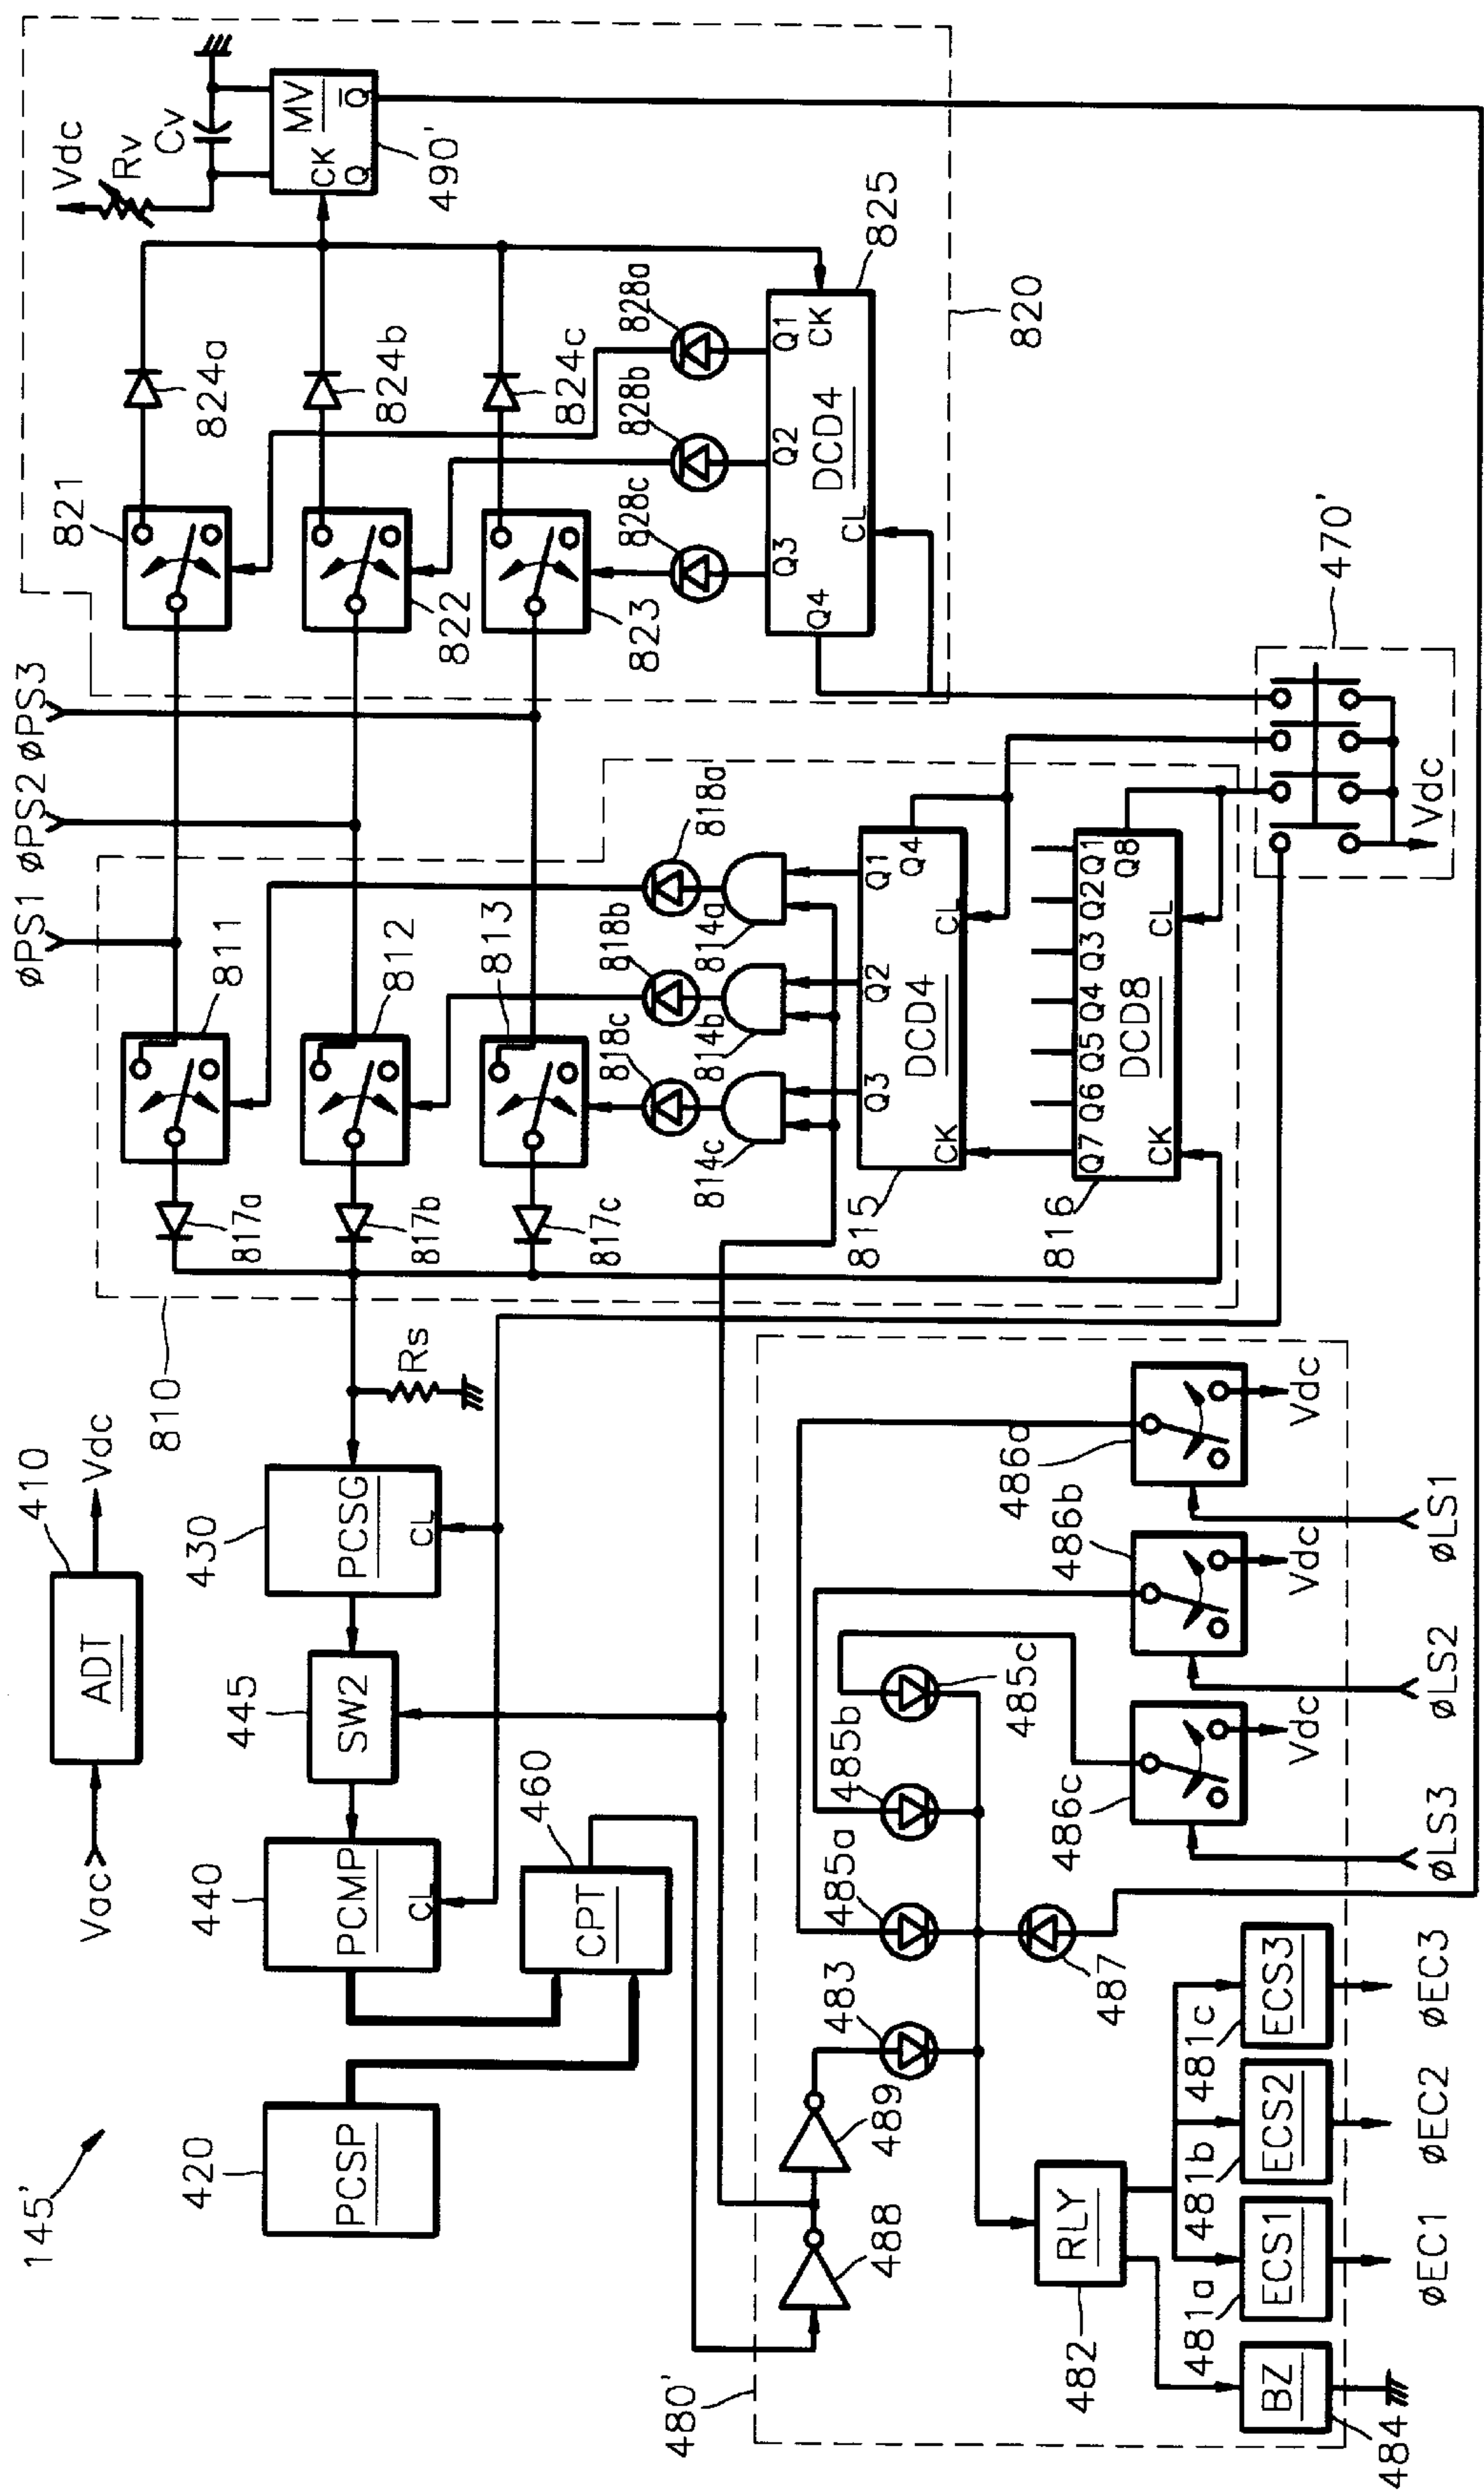 145'
Vac
ADT
410
Vdc
420
PCSP
440
PCMP
CL
445
SW2
430
PCSG
CL
Rs
460
CPT
810
øPS1
øPS2
øPS3
811
812
813
817a
817b
817c
818a
818b
818c
814a
814b
814c
815
DCD4
Q1
Q2
Q3
Q4
CK
CL
816
DCD8
Q1
Q2
Q3
Q4
Q5
Q6
Q7
Q8
CK
CL
821
822
823
824a
824b
824c
828a
828b
828c
825
DCD4
Q1
Q2
Q3
Q4
CK
CL
820
Vdc
Rv
Cv
MV
CK
Q
Q̅
490'
470'
Vdc
480'
488
489
483
485a
485b
485c
487
486a
486b
486c
Vdc
Vdc
Vdc
øLS1
øLS2
øLS3
482
RLY
484
BZ
481a
ECS1
481b
ECS2
481c
ECS3
øEC1
øEC2
øEC3